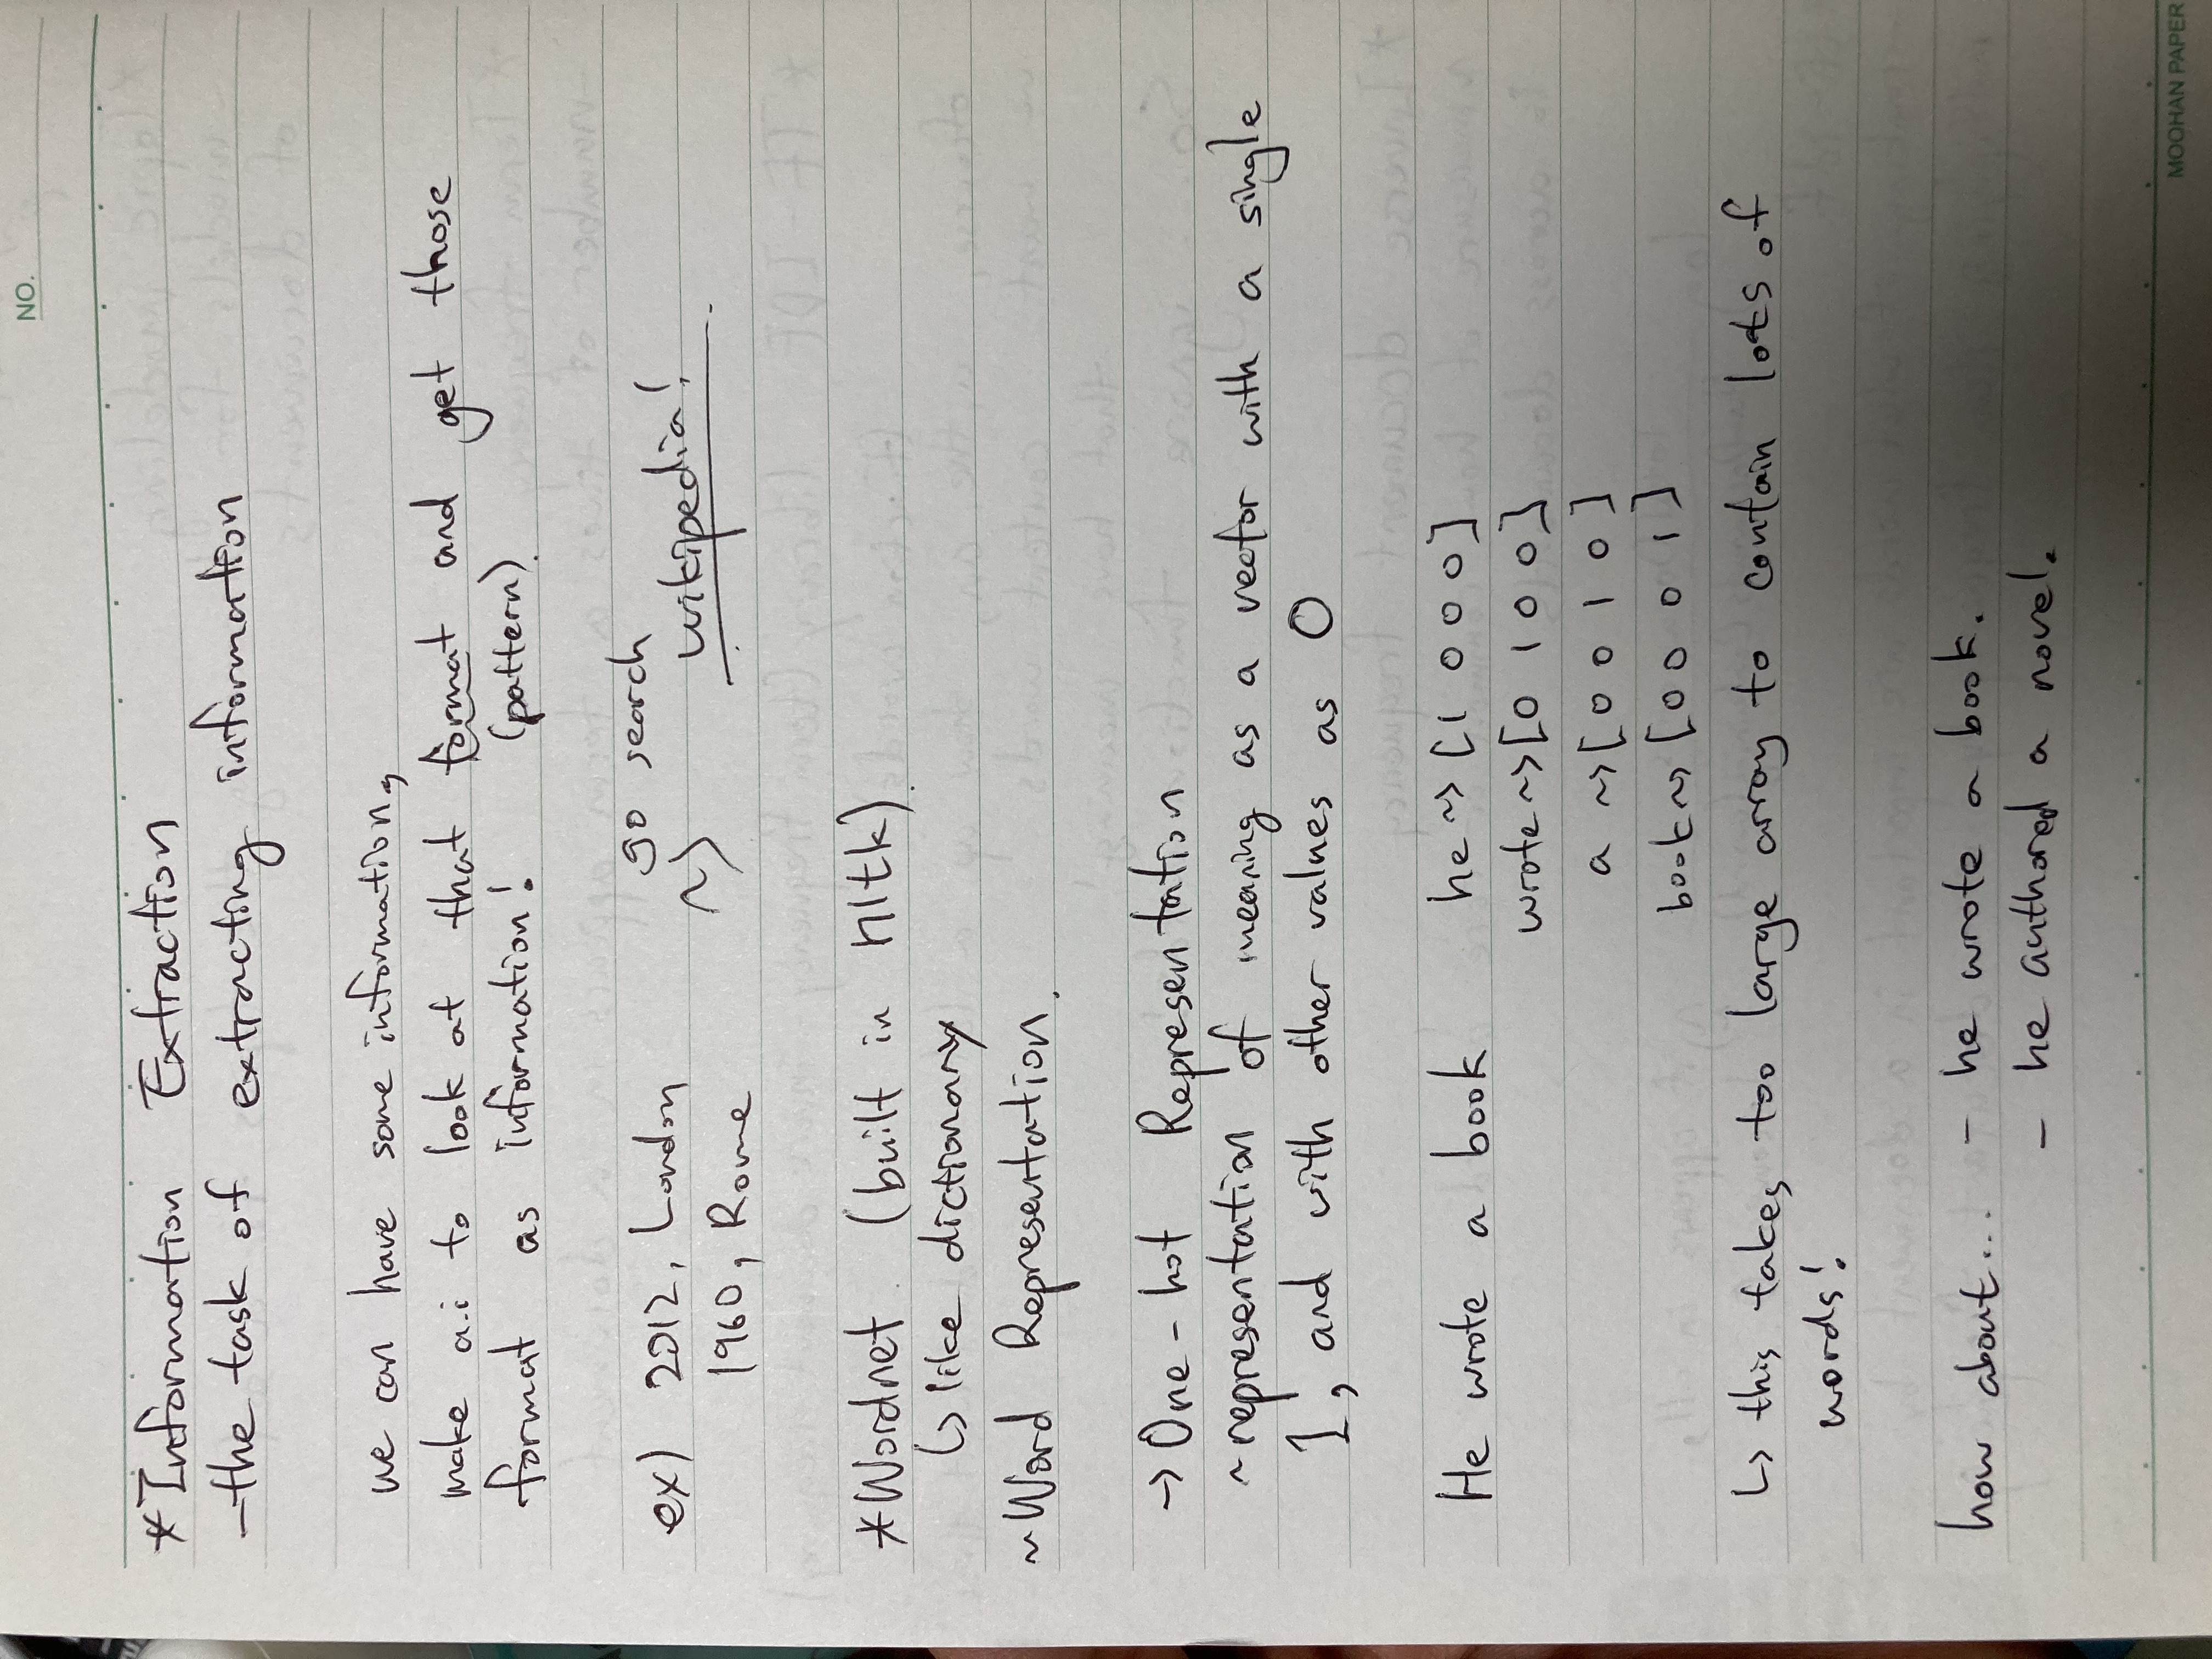 NO.
*Information Extraction
-the task of extracting information
we can have some information,
make a.i to look at that format and get those
format as information! (pattern).
go search
ex) 2012, London ~> wikipedia!
1960, Rome
*Wordnet. (built in nltk).
↳ like dictionary
~Word Representation.
→ One-hot Representation
~representation of meaning as a vector with a single
1, and with other values as 0
He wrote a book he ~> [1 0 0 0]
wrote ~> [0 1 0 0]
a ~> [0 0 1 0]
book ~> [0 0 0 1]
↳ this takes too large array to contain lots of
words!
how about... - he wrote a book.
- he authored a novel.
MOOHAN PAPER